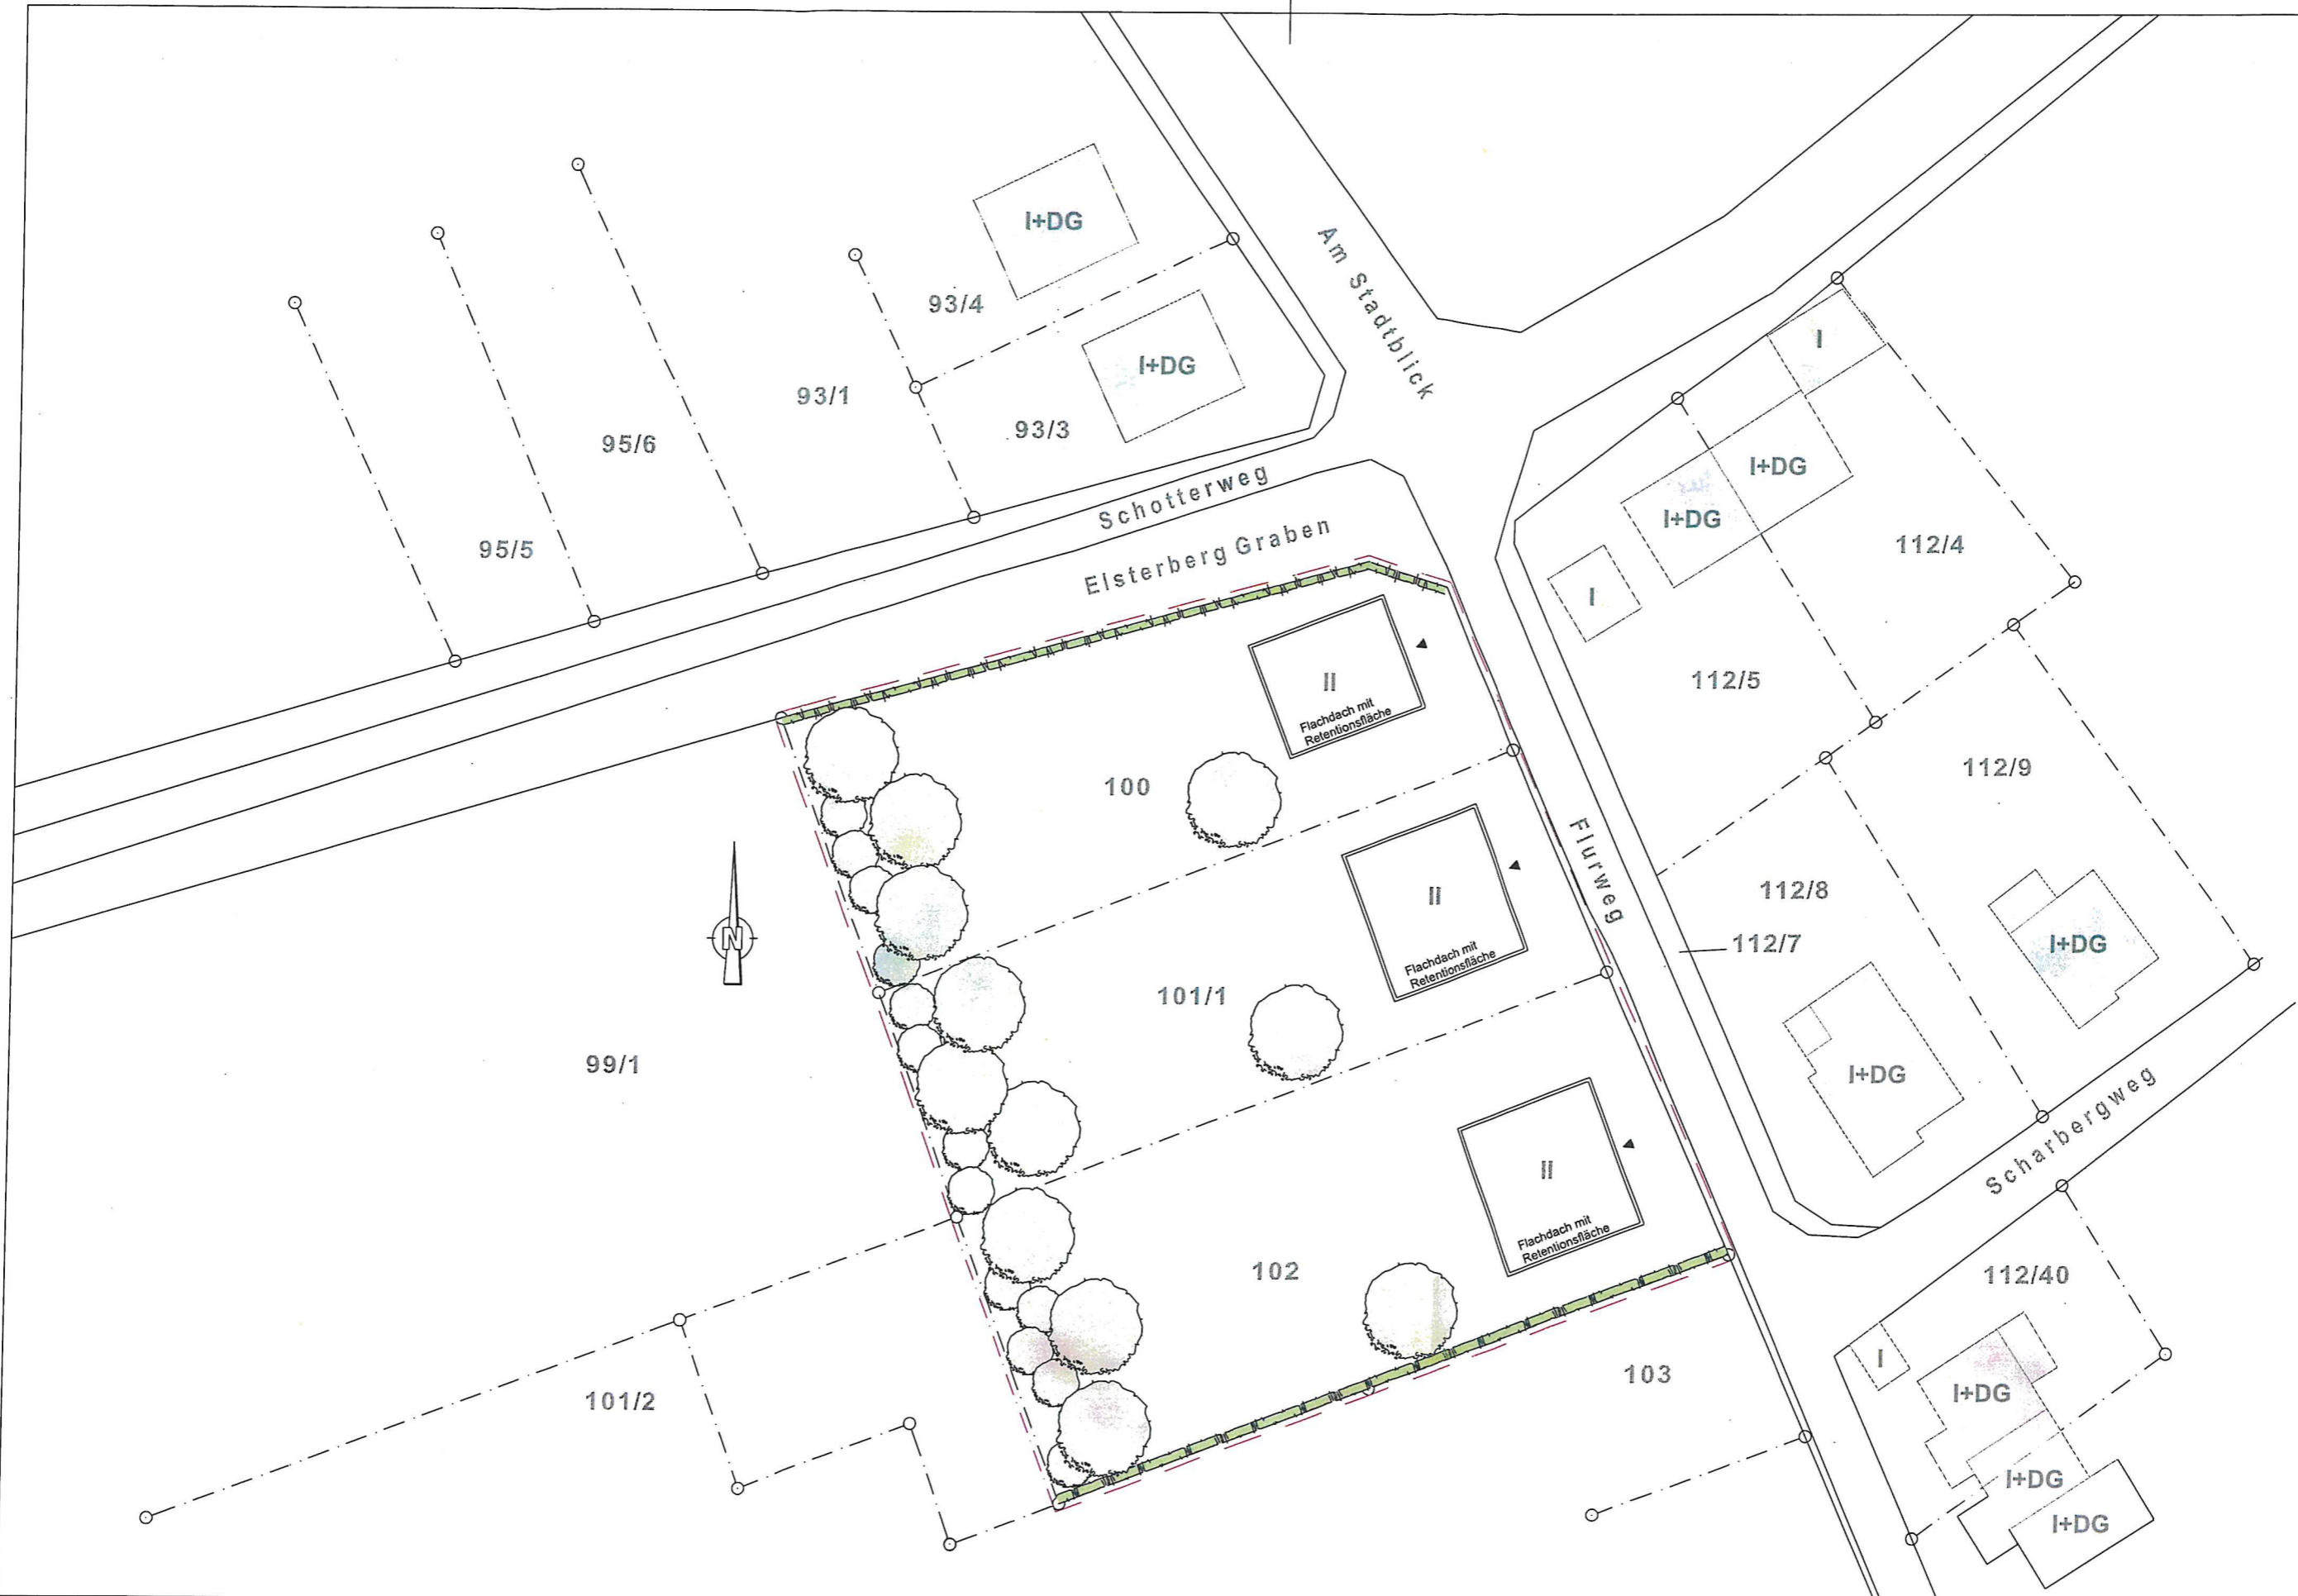 I+DG
Am Stadtblick
93/4
I
I+DG
93/1
93/3
95/6
I+DG
Schotterweg
I+DG
95/5
Elsterberg Graben
112/4
I
II
Flachdach mit
Retentionsfläche
112/5
100
112/9
Flurweg
II
112/8
N
112/7
I+DG
Flachdach mit
Retentionsfläche
101/1
99/1
I+DG
Scharbergweg
II
Flachdach mit
Retentionsfläche
102
112/40
I
103
I+DG
101/2
I+DG
I+DG